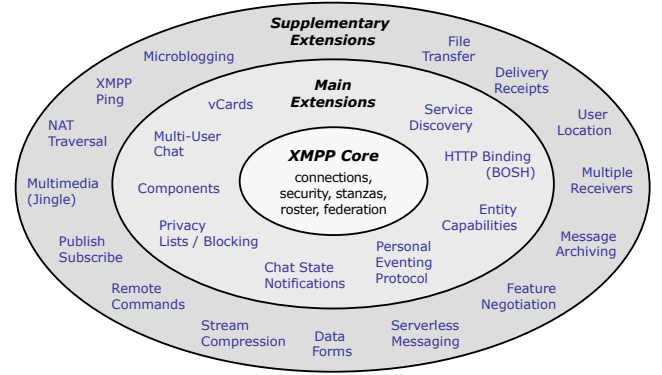 Supplementary
Extensions
Microblogging
File
Transfer
XMPP
Ping
Delivery
Receipts
NAT
Traversal
User
Location
Multimedia
(Jingle)
Multiple
Receivers
Publish
Subscribe
Message
Archiving
Remote
Commands
Feature
Negotiation
Stream
Compression
Data
Forms
Serverless
Messaging
Main
Extensions
vCards
Service
Discovery
Multi-User
Chat
HTTP Binding
(BOSH)
Components
Entity
Capabilities
Privacy
Lists / Blocking
Personal
Eventing
Protocol
Chat State
Notifications
XMPP Core
connections,
security, stanzas,
roster, federation